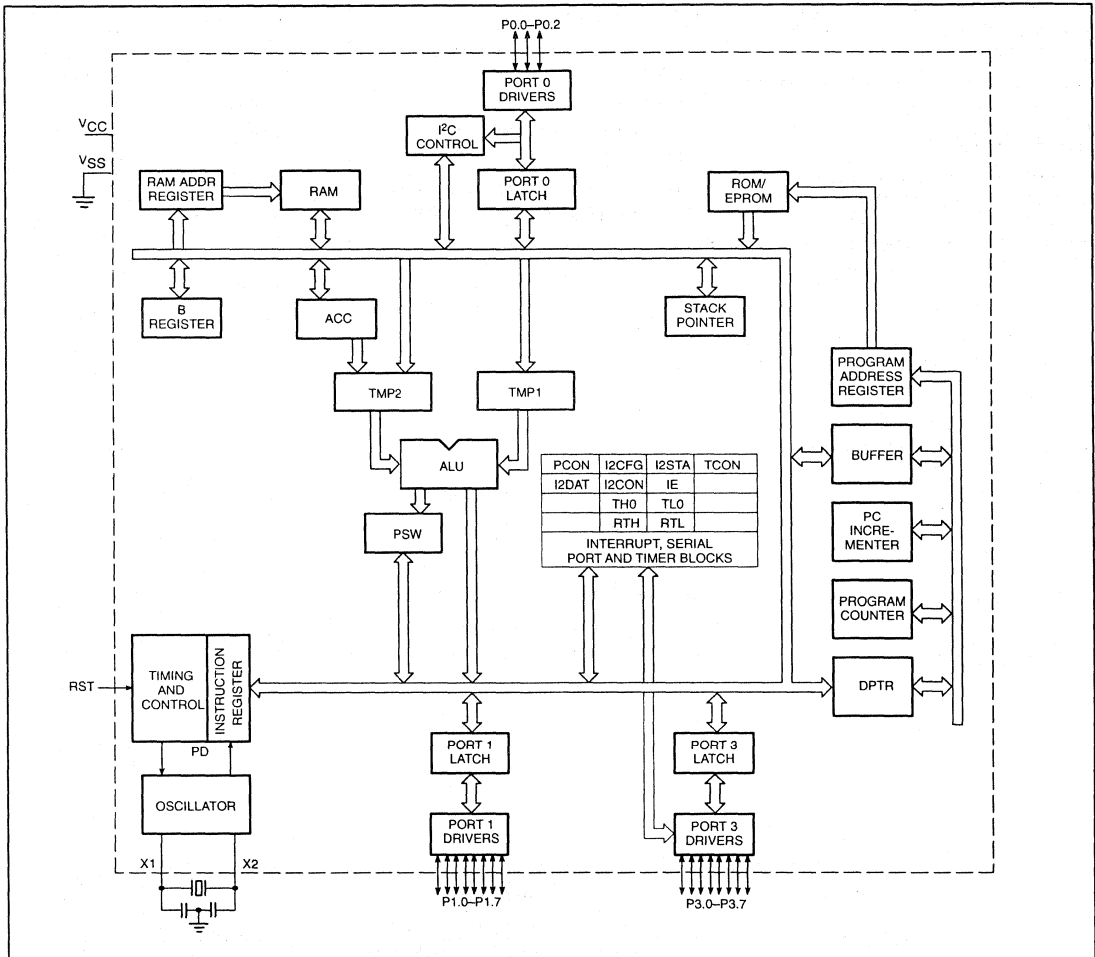 P0.0–P0.2
PORT 0
DRIVERS
VCC
I²C
CONTROL
VSS
RAM ADDR
REGISTER
RAM
PORT 0
LATCH
ROM/
EPROM
B
REGISTER
ACC
STACK
POINTER
TMP2
TMP1
PROGRAM
ADDRESS
REGISTER
ALU
BUFFER
PCON I2CFG I2STA TCON
I2DAT I2CON IE
TH0 TL0
RTH RTL
INTERRUPT, SERIAL
PORT AND TIMER BLOCKS
PSW
PC
INCRE-
MENTER
PROGRAM
COUNTER
RST
TIMING
AND
CONTROL
INSTRUCTION
REGISTER
DPTR
PD
PORT 1
LATCH
PORT 3
LATCH
OSCILLATOR
PORT 1
DRIVERS
PORT 3
DRIVERS
X1
X2
P1.0–P1.7
P3.0–P3.7